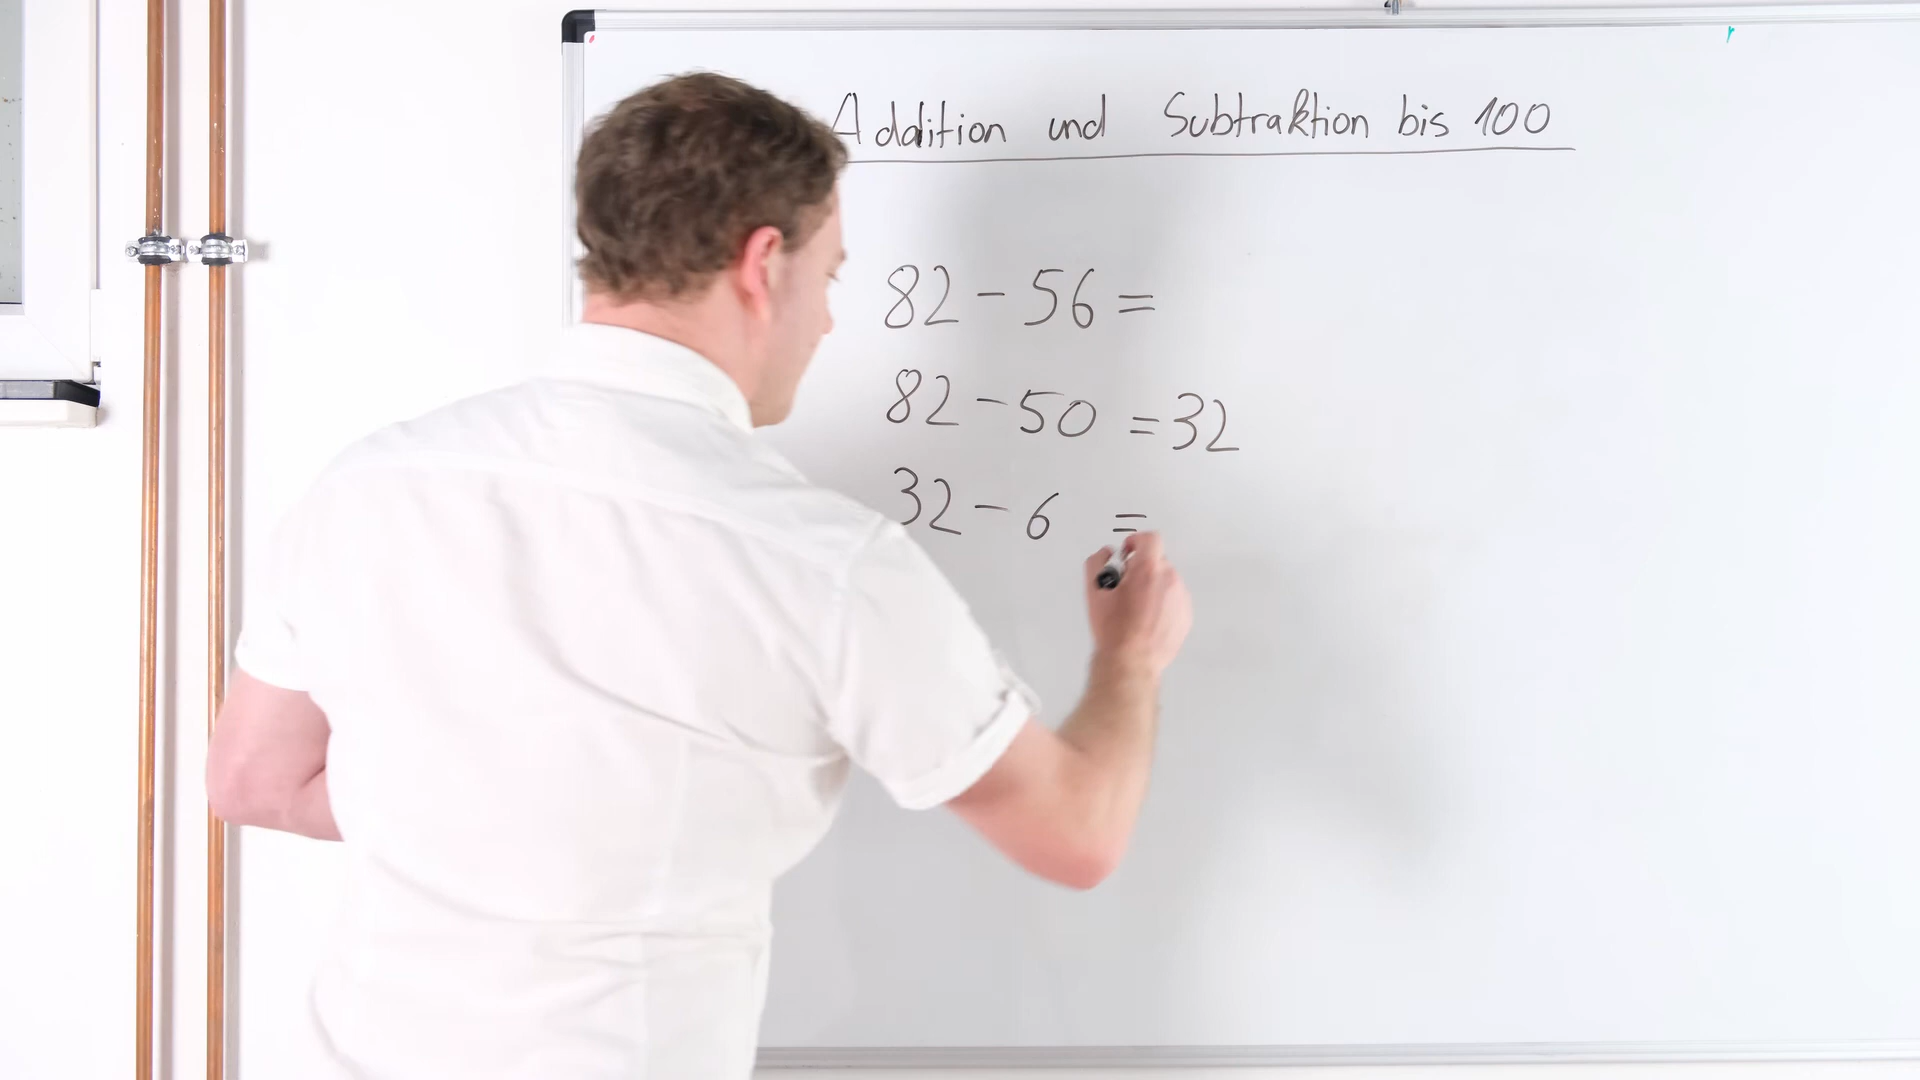 Addition und Subtraktion bis 100
82 - 56 =
82 - 50 = 32
32 - 6 =